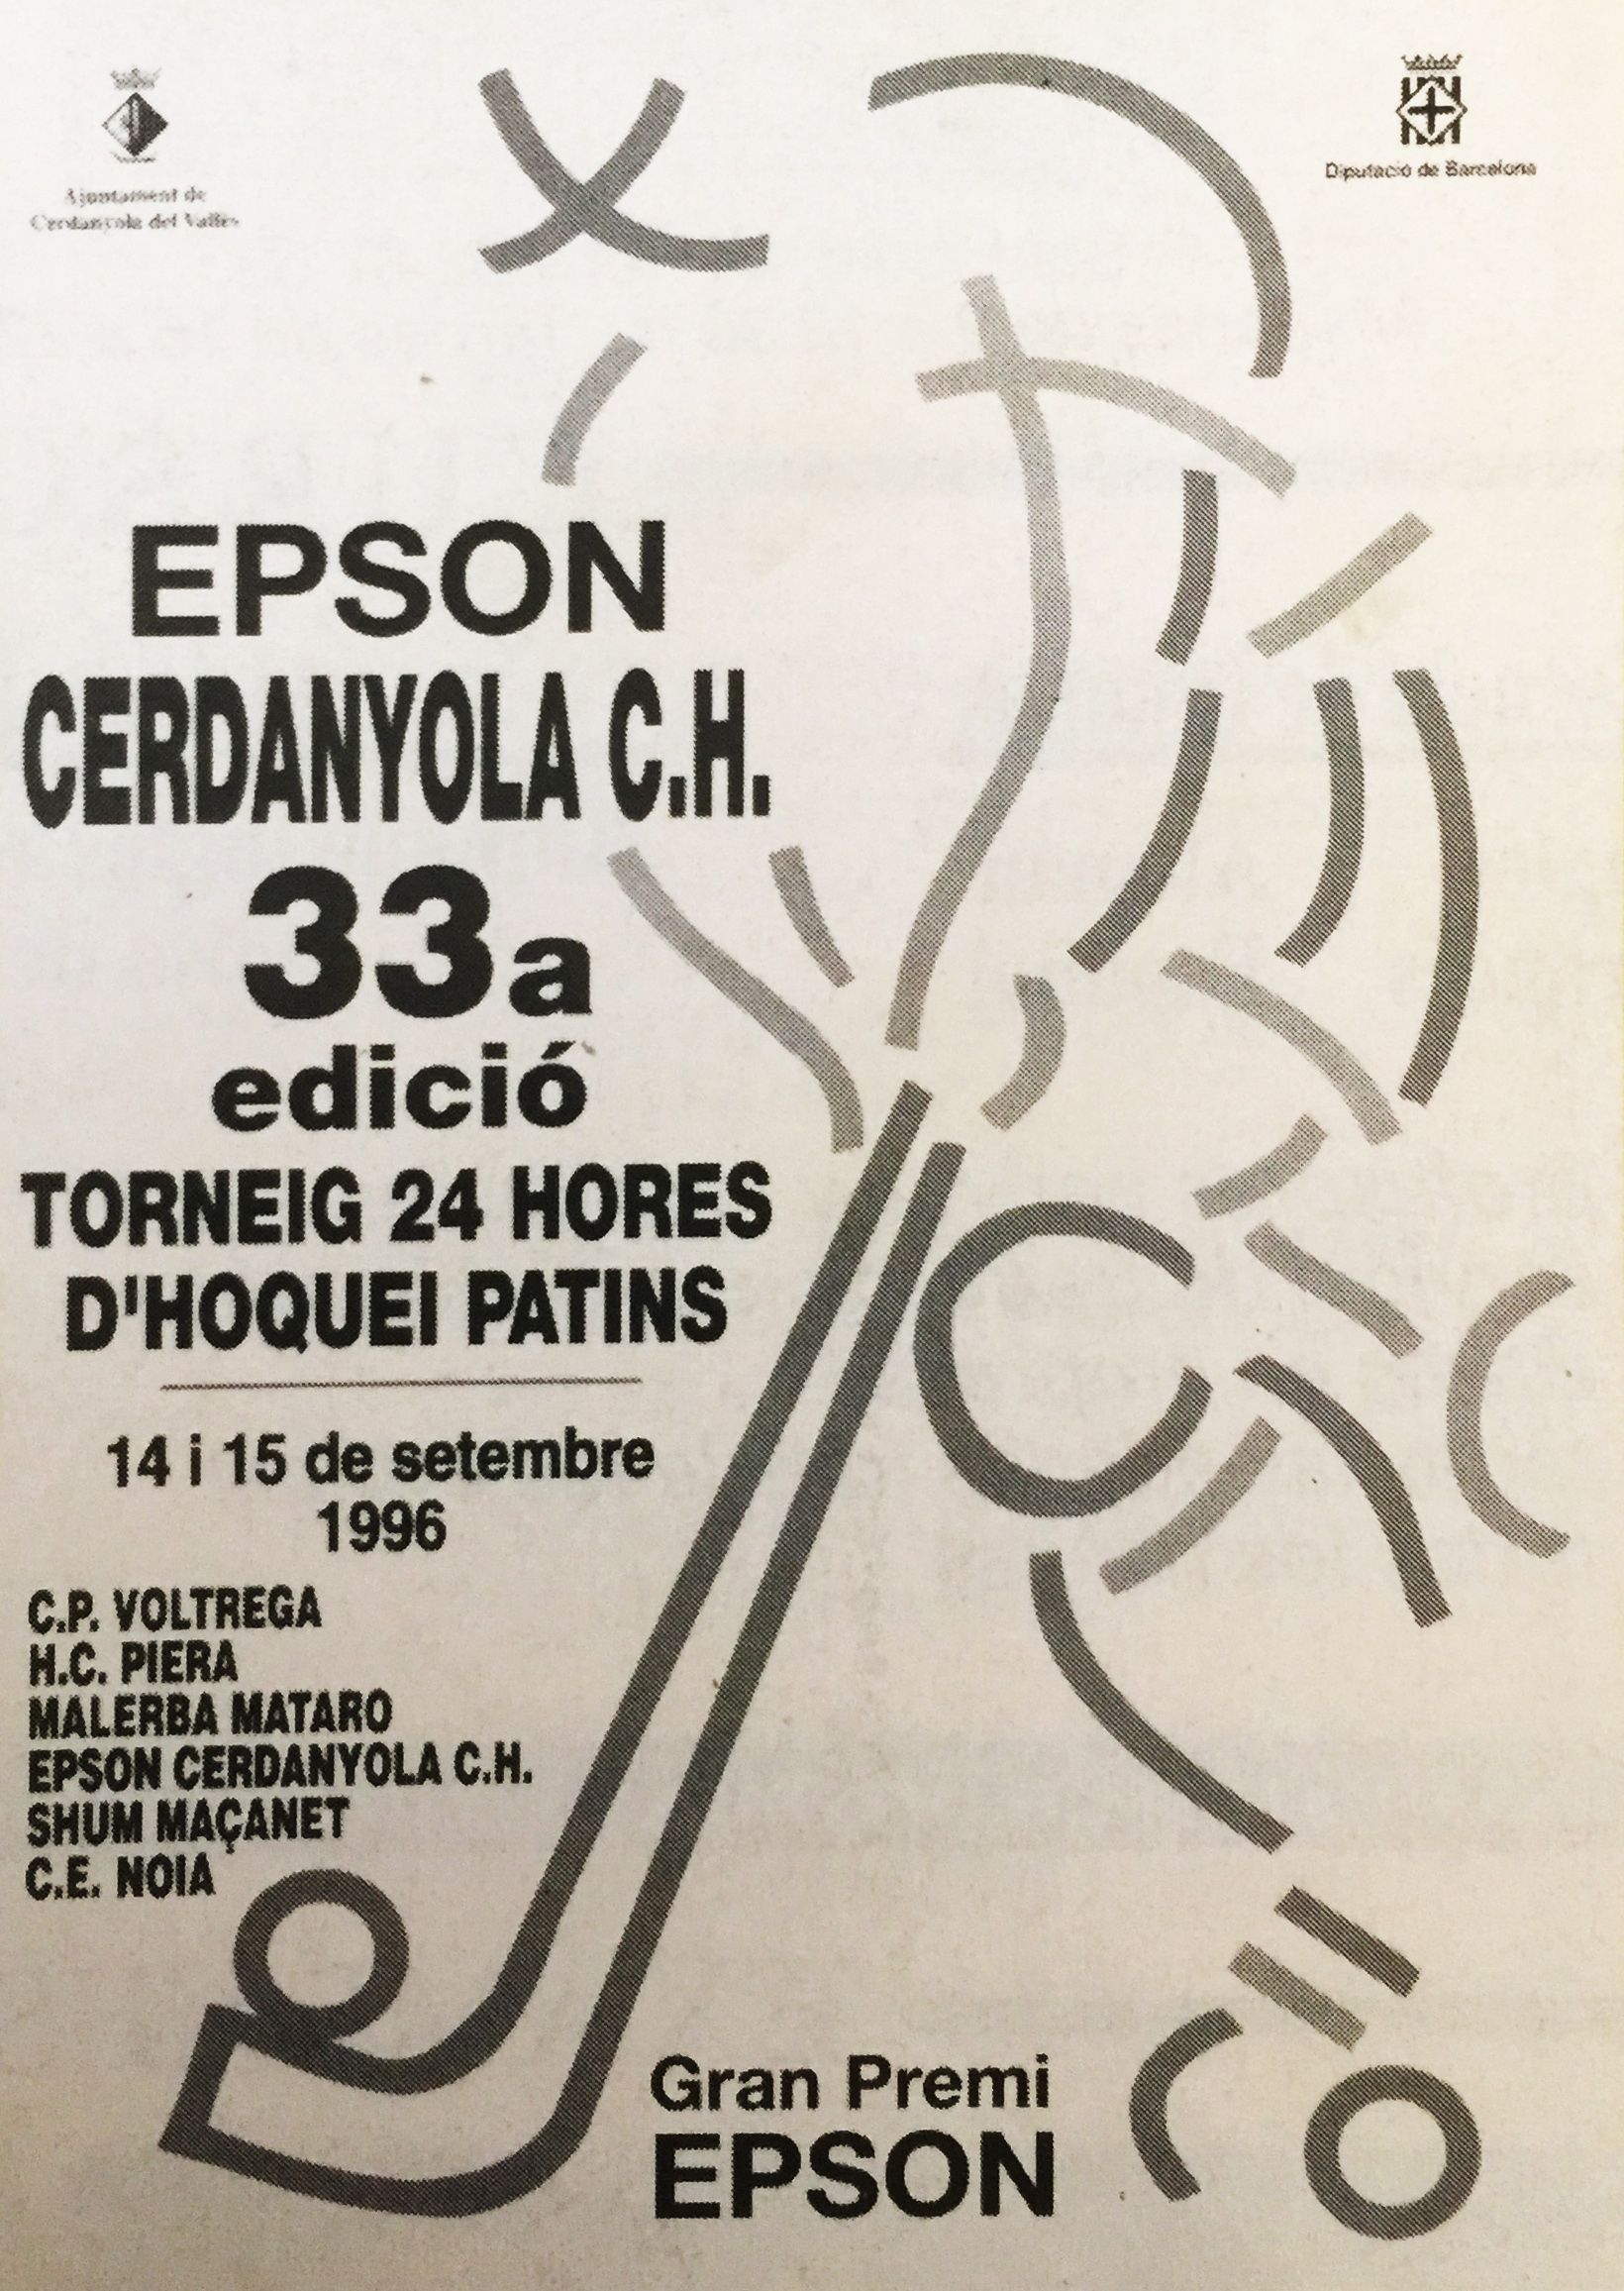 Ajuntament de
Cerdanyola del Vallès
Diputació de Barcelona
EPSON
CERDANYOLA C.H.
33a
edició
TORNEIG 24 HORES
D'HOQUEI PATINS
14 i 15 de setembre
1996
C.P. VOLTREGA
H.C. PIERA
MALERBA MATARO
EPSON CERDANYOLA C.H.
SHUM MAÇANET
C.E. NOIA
Gran Premi
EPSON